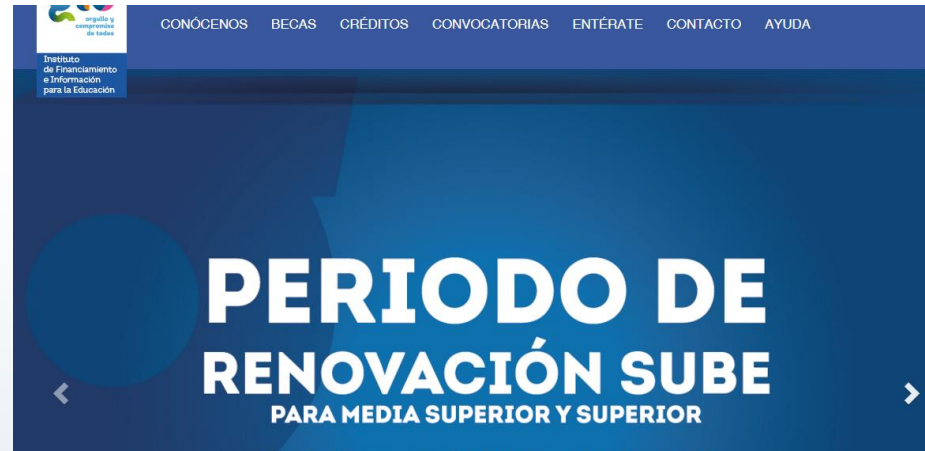 orgullo y
compromiso
de todos
Instituto
de Financiamiento
e Información
para la Educación
CONÓCENOS BECAS CRÉDITOS CONVOCATORIAS ENTÉRATE CONTACTO AYUDA
PERIODO DE
RENOVACIÓN SUBE
PARA MEDIA SUPERIOR Y SUPERIOR